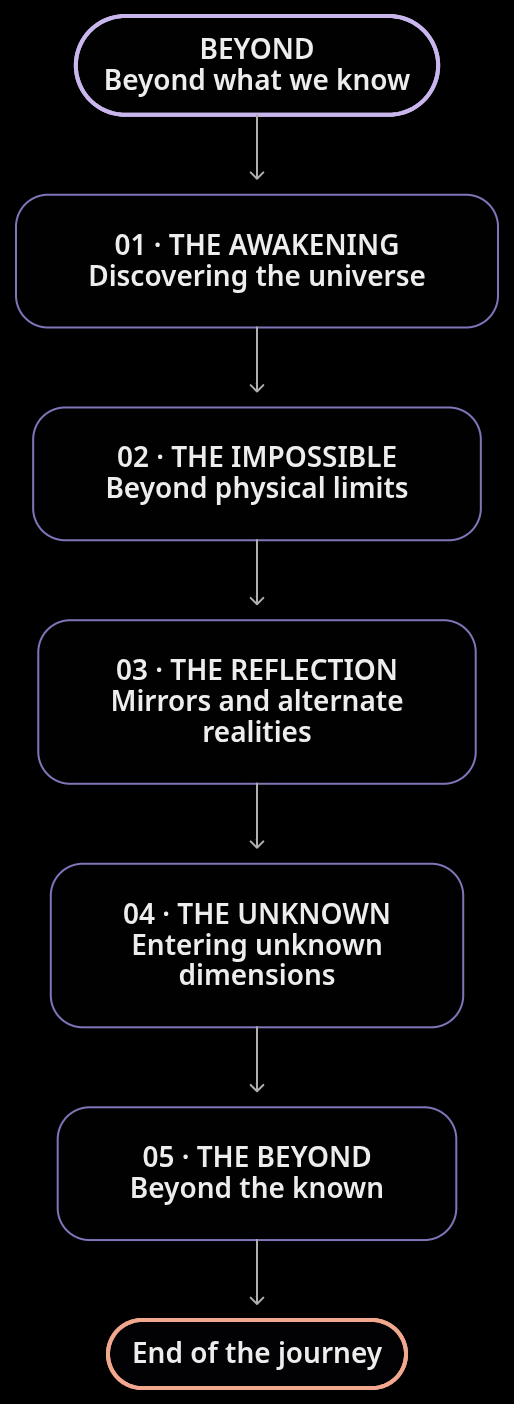 BEYOND
Beyond what we know
01 · THE AWAKENING
Discovering the universe
02 · THE IMPOSSIBLE
Beyond physical limits
03 · THE REFLECTION
Mirrors and alternate
realities
04 · THE UNKNOWN
Entering unknown
dimensions
05 · THE BEYOND
Beyond the known
End of the journey